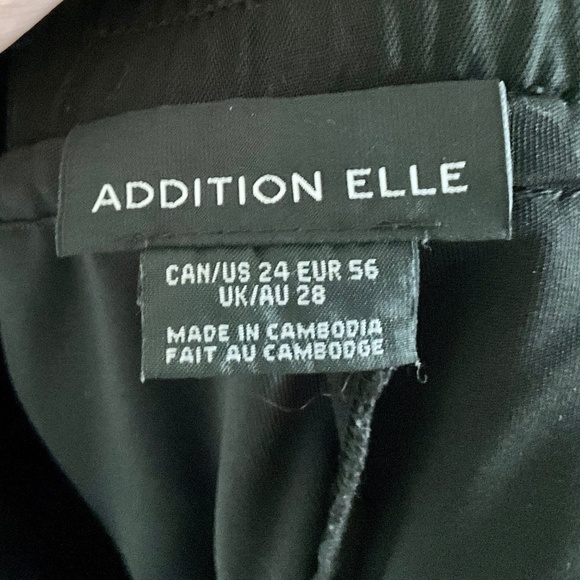 ADDITION ELLE
CAN/US 24 EUR 56
UK/AU 28
MADE IN CAMBODIA
FAIT AU CAMBODGE